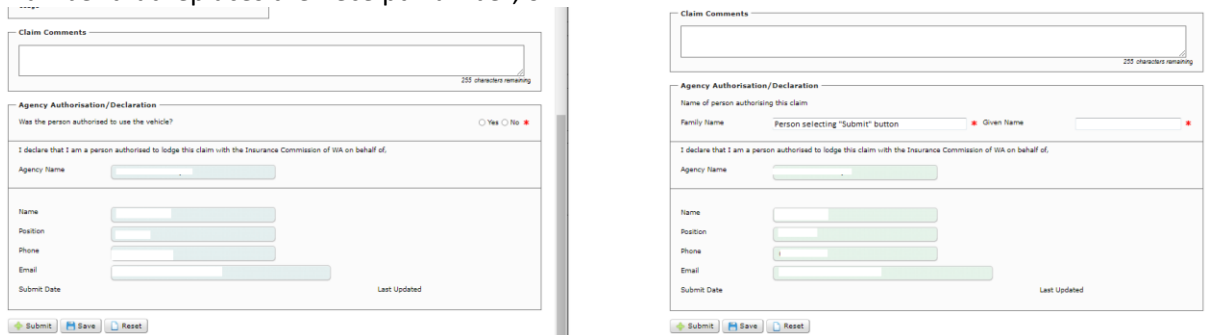 Claim Comments
255 characters remaining
Agency Authorisation/Declaration
Was the person authorised to use the vehicle?
Yes No *
I declare that I am a person authorised to lodge this claim with the Insurance Commission of WA on behalf of,
Agency Name
Name
Position
Phone
Email
Submit Date Last Updated
Submit Save Reset
Claim Comments
255 characters remaining
Agency Authorisation/Declaration
Name of person authorising this claim
Family Name Person selecting "Submit" button * Given Name *
I declare that I am a person authorised to lodge this claim with the Insurance Commission of WA on behalf of,
Agency Name
Name
Position
Phone
Email
Submit Date Last Updated
Submit Save Reset